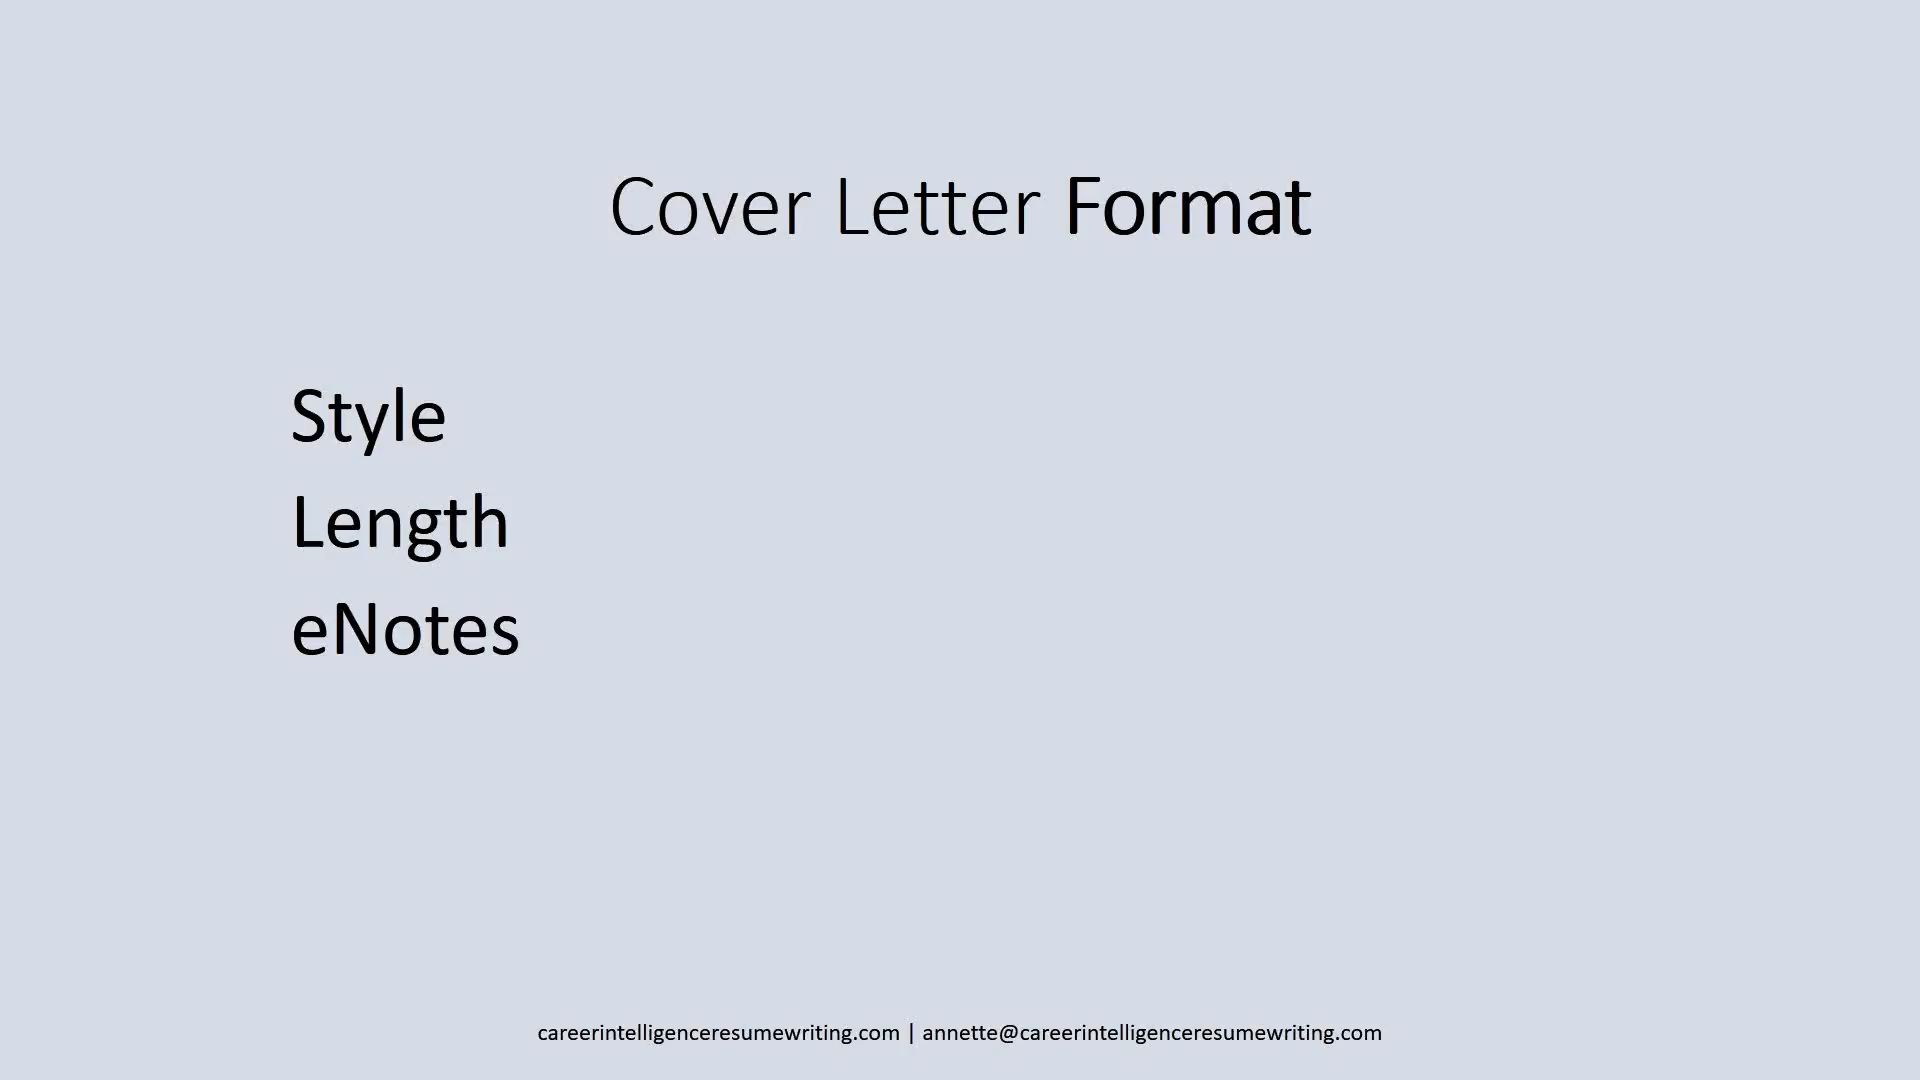 Cover Letter Format
Style
Length
eNotes
careerintelligenceresumewriting.com | annette@careerintelligenceresumewriting.com